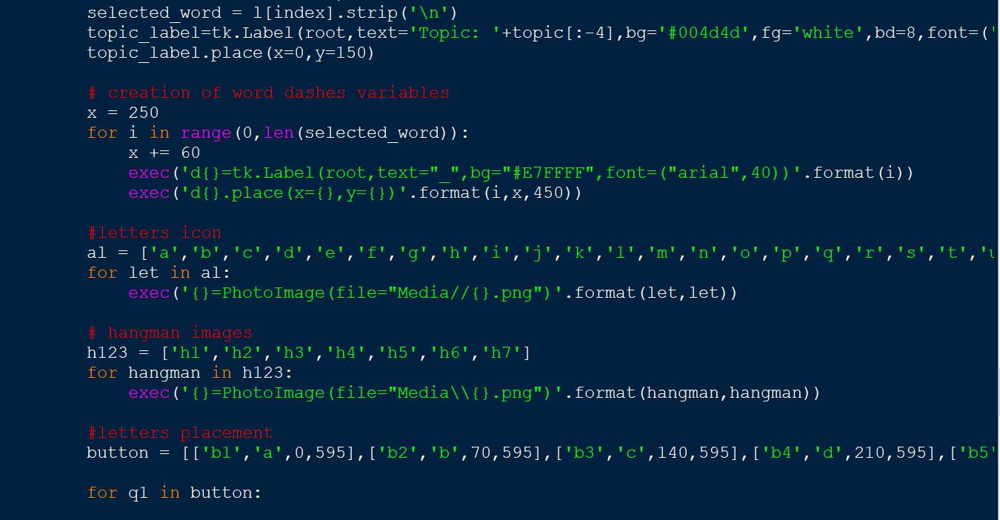 selected_word = l[index].strip('\n')
topic_label=tk.Label(root,text='Topic: '+topic[:-4],bg='#004d4d',fg='white',bd=8,font=('
topic_label.place(x=0,y=150)
# creation of word dashes variables
x = 250
for i in range(0,len(selected_word)):
x += 60
exec('d{}=tk.Label(root,text="_",bg="#E7FFFF",font=("arial",40))'.format(i))
exec('d{}.place(x={},y={})'.format(i,x,450))
#letters icon
al = ['a','b','c','d','e','f','g','h','i','j','k','l','m','n','o','p','q','r','s','t','u
for let in al:
exec('{}=PhotoImage(file="Media//{}.png")'.format(let,let))
# hangman images
h123 = ['h1','h2','h3','h4','h5','h6','h7']
for hangman in h123:
exec('{}=PhotoImage(file="Media\\{}.png")'.format(hangman,hangman))
#letters placement
button = [['b1','a',0,595],['b2','b',70,595],['b3','c',140,595],['b4','d',210,595],['b5'
for q1 in button: